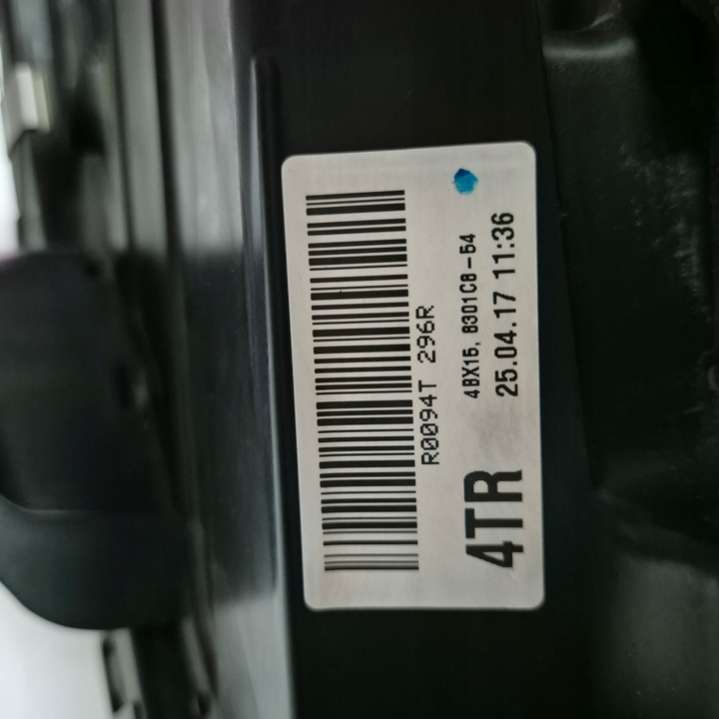 R0094T 296R
4TR
4BX15, 8301C8-54
25.04.17 11:36